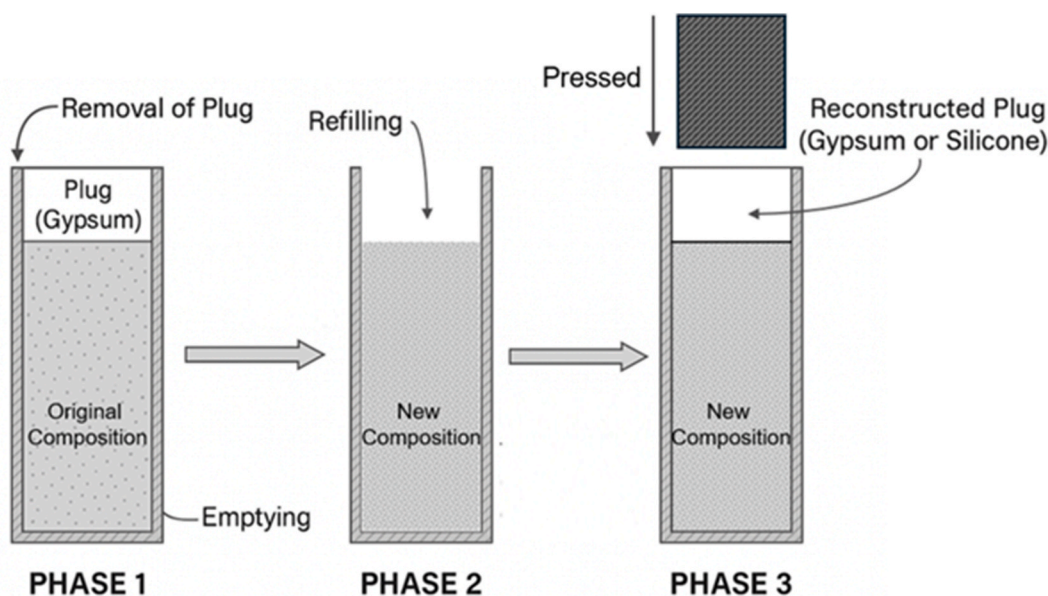 Removal of Plug
Plug
(Gypsum)
Original
Composition
Emptying
PHASE 1
Refilling
New
Composition
PHASE 2
Pressed
Reconstructed Plug
(Gypsum or Silicone)
New
Composition
PHASE 3